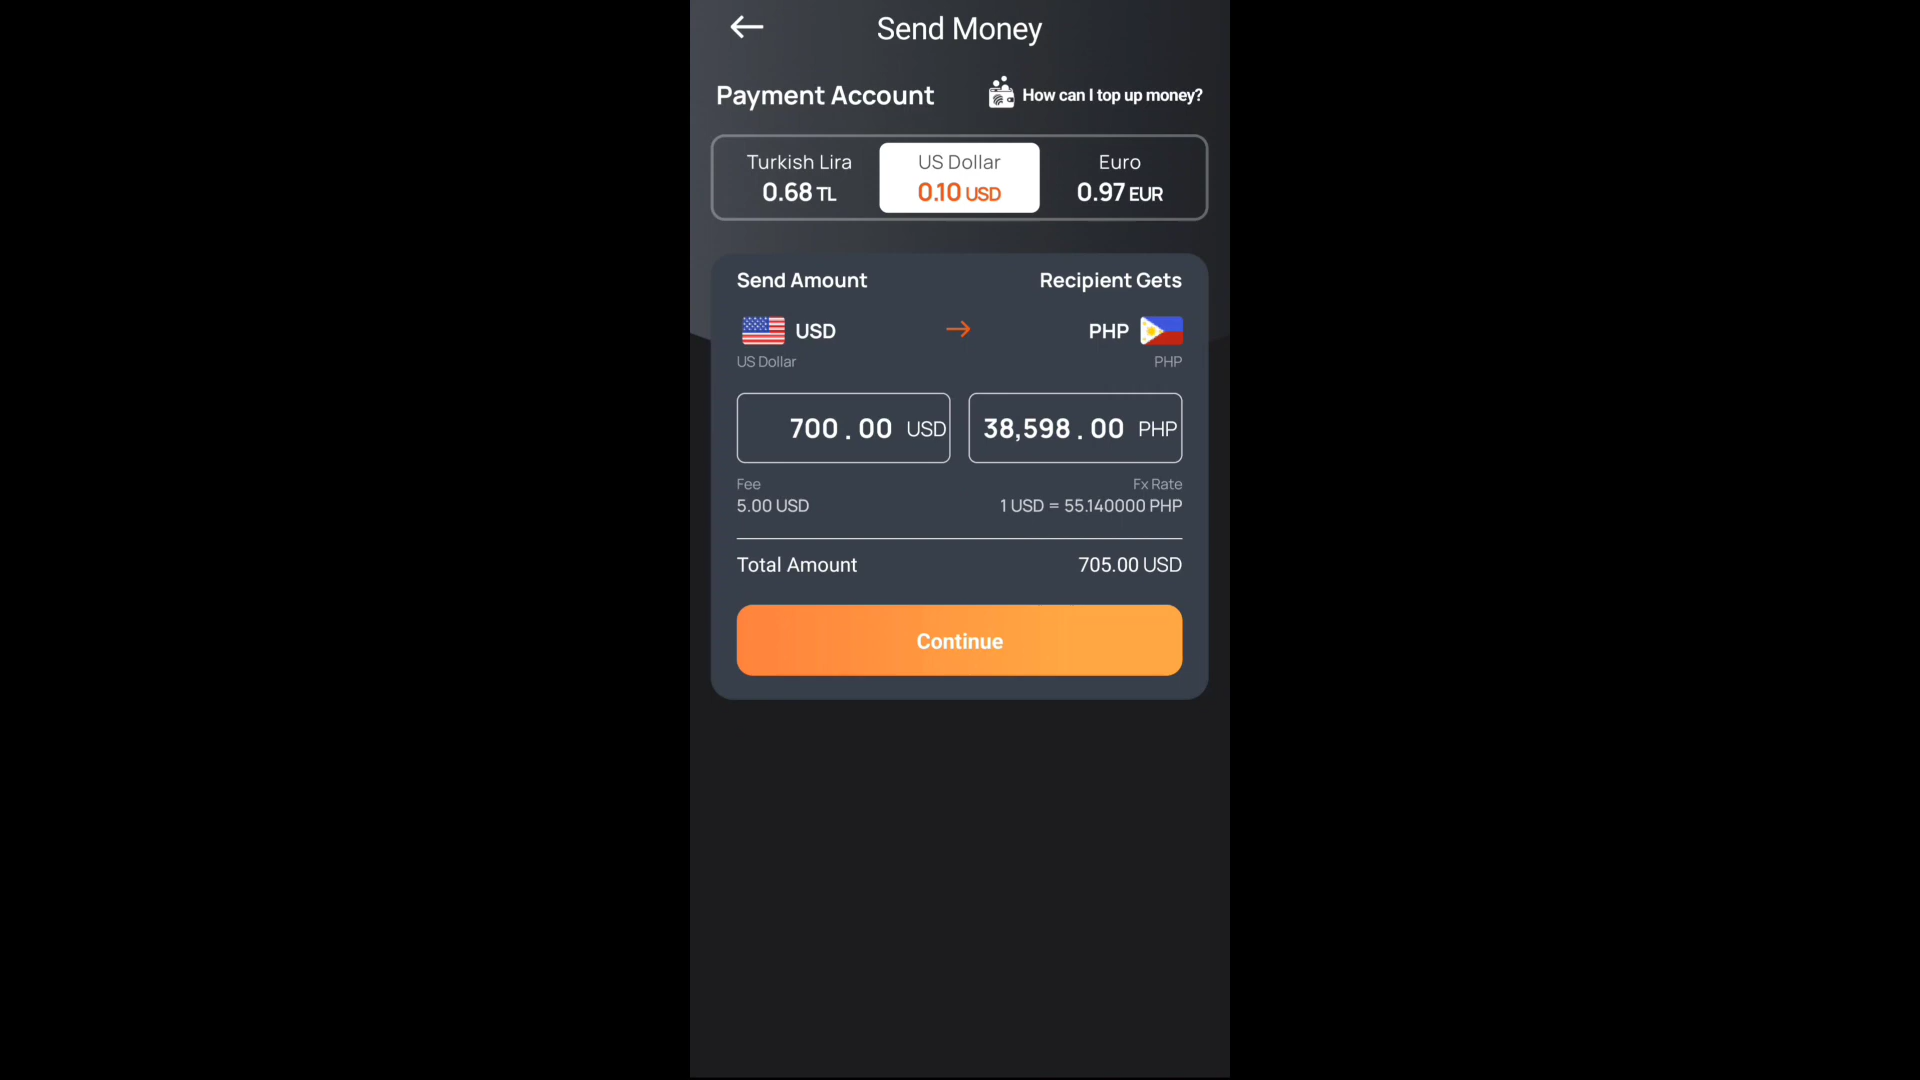 Send Money
Payment Account
How can I top up money?
Turkish Lira US Dollar Euro
0.68 TL 0.10 USD 0.97 EUR
Send Amount Recipient Gets
USD PHP
US Dollar PHP
700 . 00 USD 38,598 . 00 PHP
Fee Fx Rate
5.00 USD 1 USD = 55.140000 PHP
Total Amount 705.00 USD
Continue